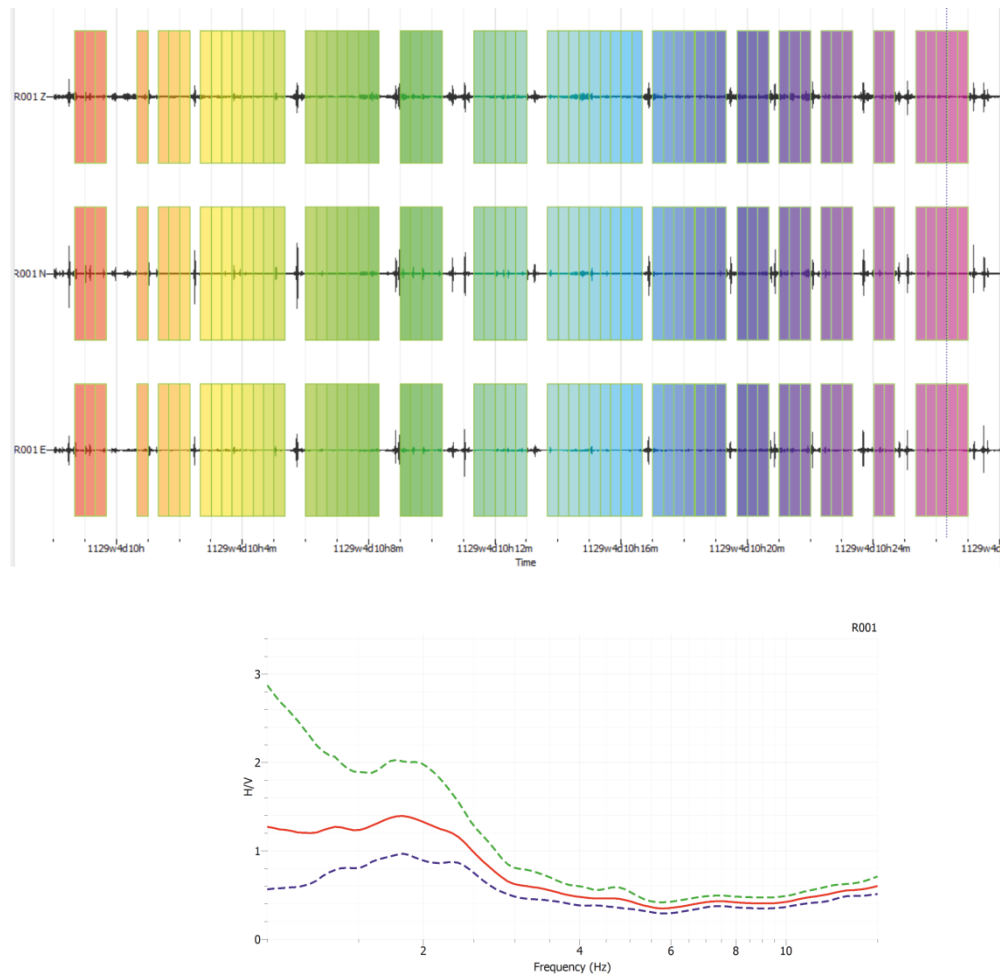 R001 Z
R001 N
R001 E
1129w4d10h 1129w4d10h4m 1129w4d10h8m 1129w4d10h12m 1129w4d10h16m 1129w4d10h20m 1129w4d10h24m 1129w4d
Time
R001
3
2
H/V
1
0
2 4 6 8 10
Frequency (Hz)